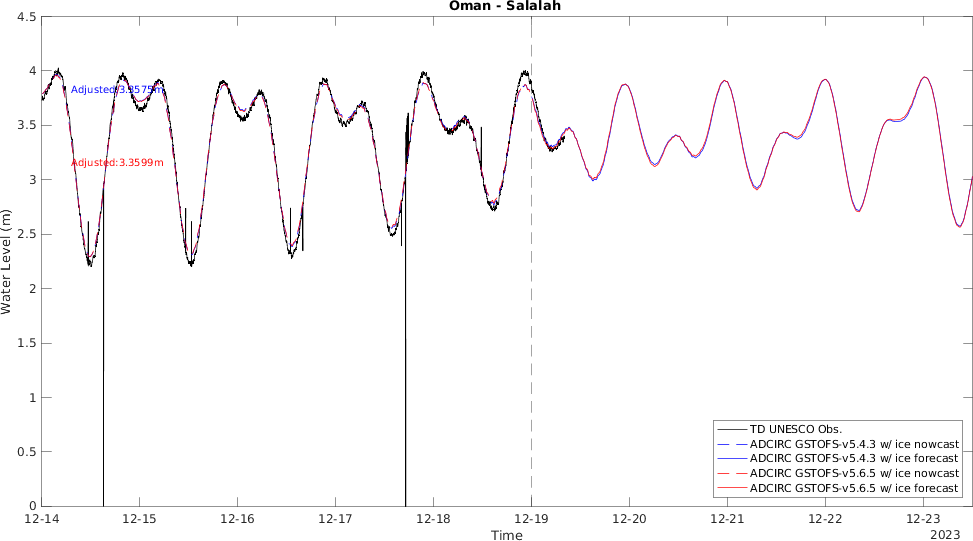 Oman - Salalah
4.5
4
3.5
3
2.5
2
1.5
1
0.5
0
Water Level (m)
Adjusted:3.3575m
Adjusted:3.3599m
TD UNESCO Obs.
ADCIRC GSTOFS-v5.4.3 w/ ice nowcast
ADCIRC GSTOFS-v5.4.3 w/ ice forecast
ADCIRC GSTOFS-v5.6.5 w/ ice nowcast
ADCIRC GSTOFS-v5.6.5 w/ ice forecast
12-14 12-15 12-16 12-17 12-18 12-19 12-20 12-21 12-22 12-23
Time
2023